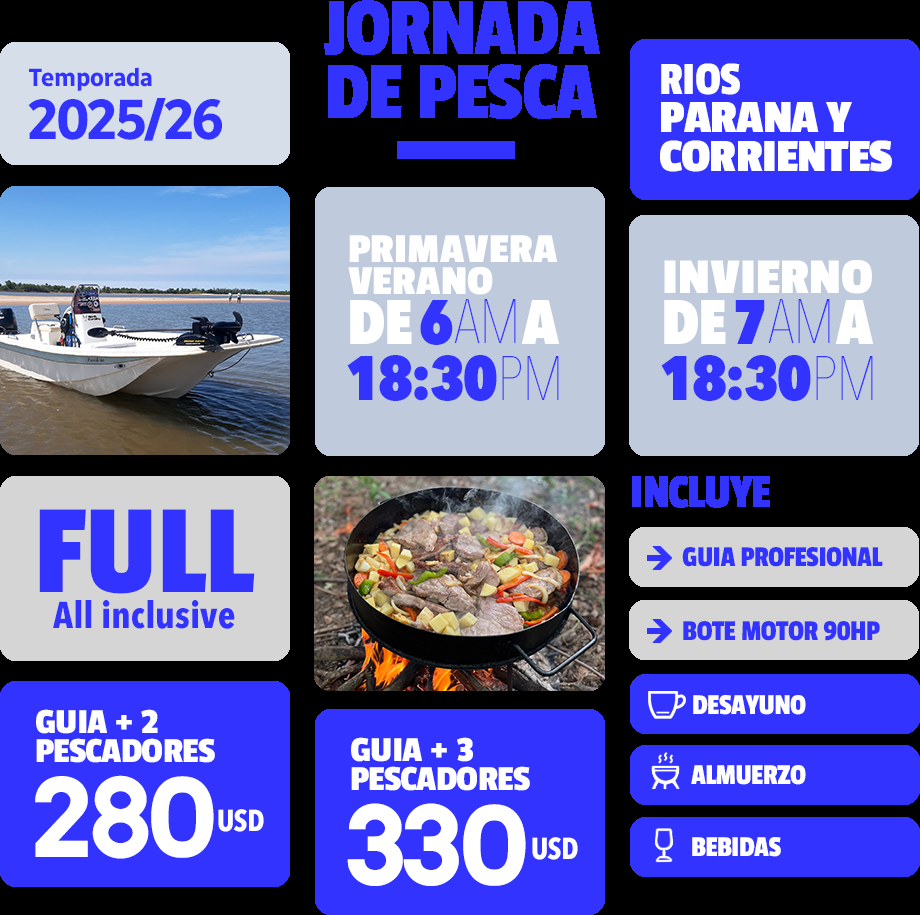 JORNADA
DE PESCA
Temporada
2025/26
RIOS
PARANA Y
CORRIENTES
PRIMAVERA
VERANO
DE 6AM A
18:30PM
INVIERNO
DE 7AM A
18:30PM
FULL
All inclusive
INCLUYE
GUIA PROFESIONAL
BOTE MOTOR 90HP
DESAYUNO
ALMUERZO
BEBIDAS
GUIA + 2
PESCADORES
280 USD
GUIA + 3
PESCADORES
330 USD